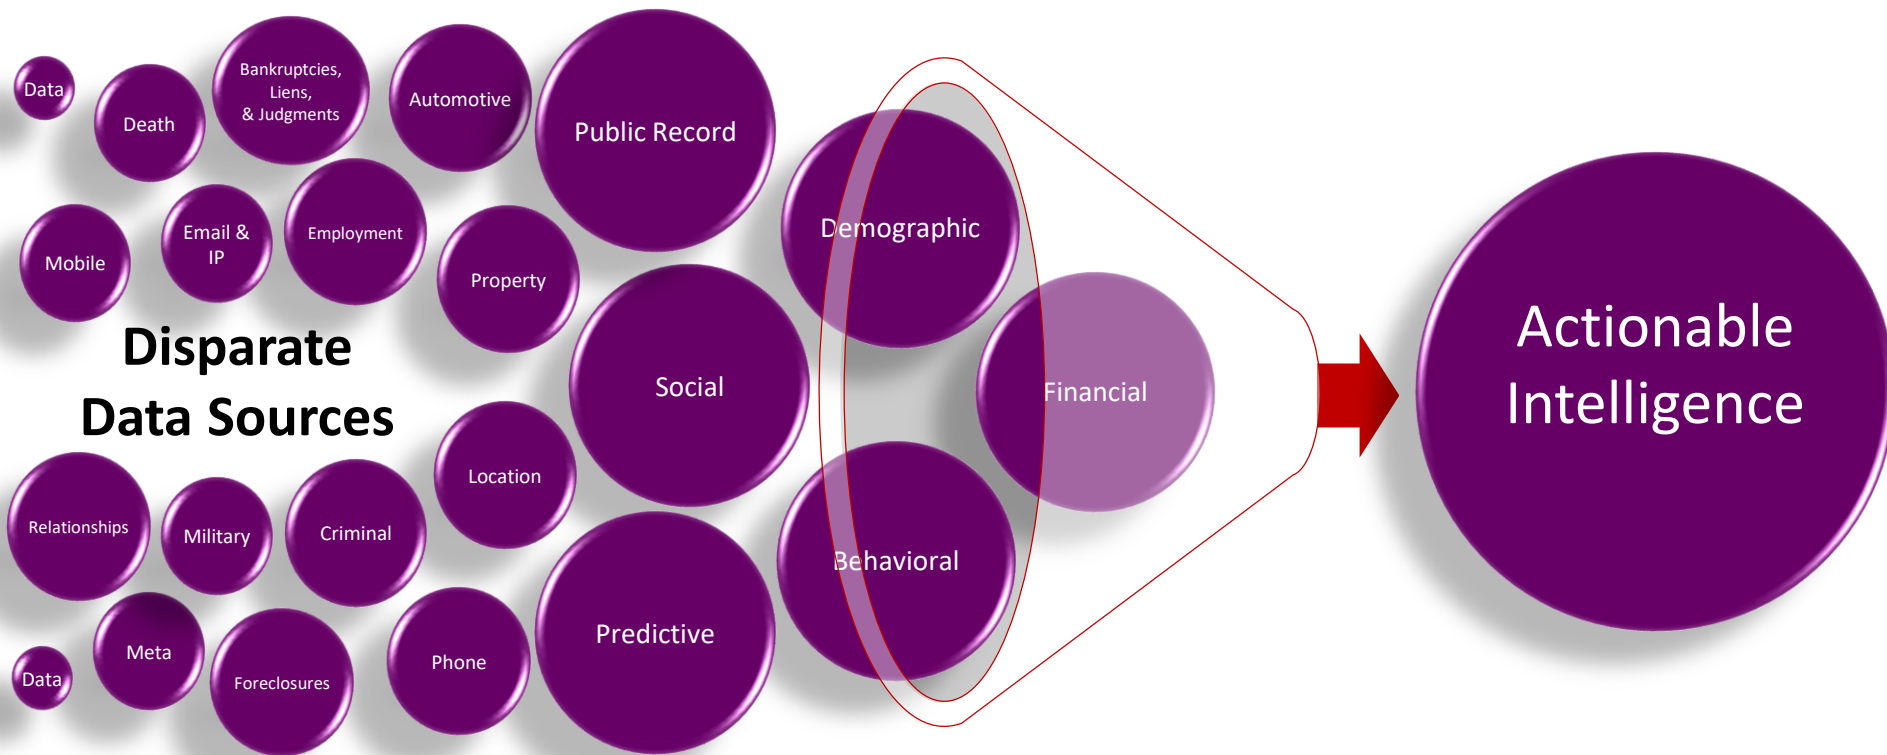 Data
Death
Bankruptcies,
Liens,
& Judgments
Automotive
Public Record
Mobile
Email &
IP
Employment
Property
Demographic
Disparate
Data Sources
Social
Financial
Actionable
Intelligence
Relationships
Military
Criminal
Location
Behavioral
Data
Meta
Foreclosures
Phone
Predictive